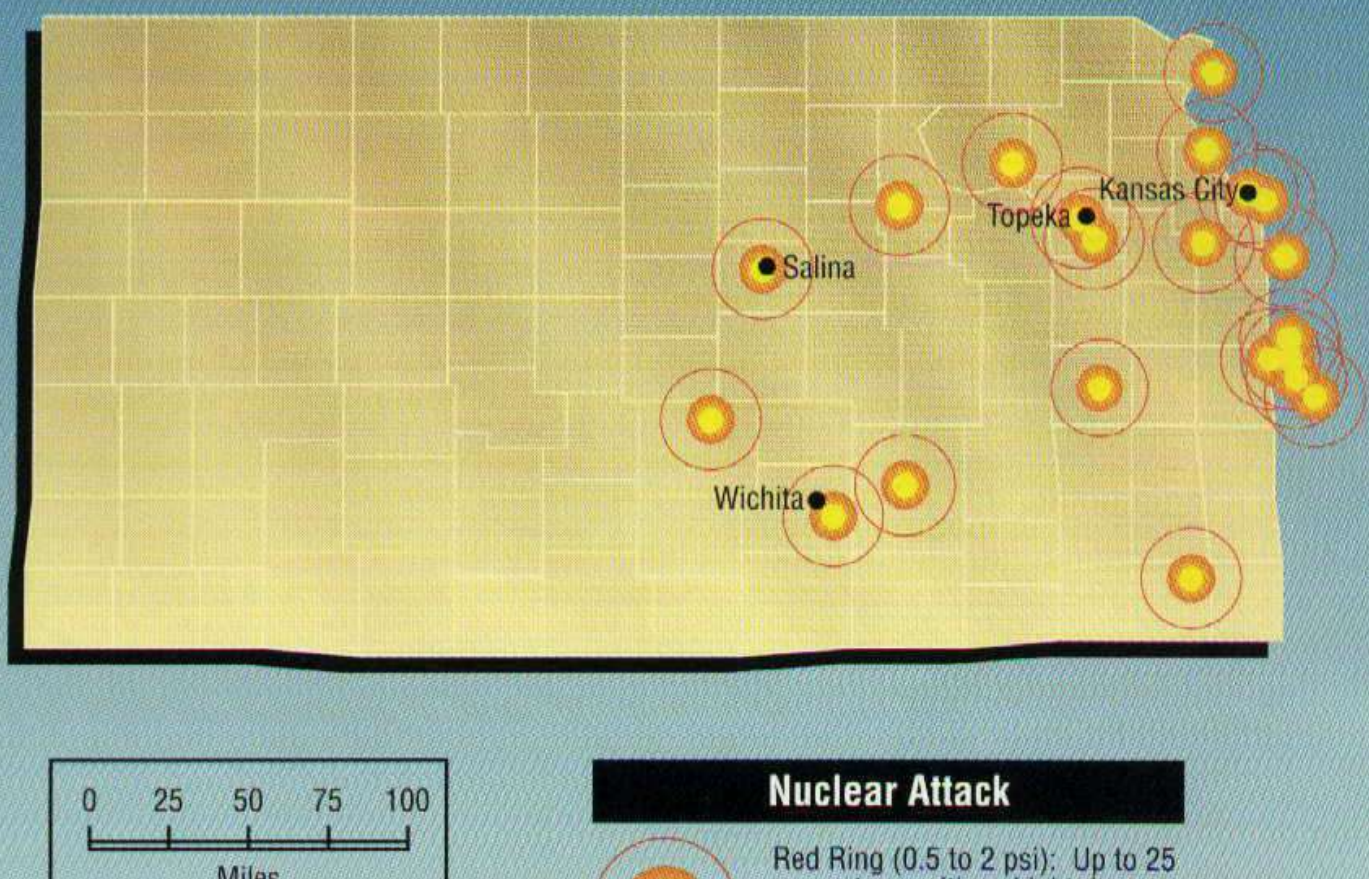 Kansas City
Topeka
Salina
Wichita
0 25 50 75 100
Miles
Nuclear Attack
Red Ring (0.5 to 2 psi): Up to 25